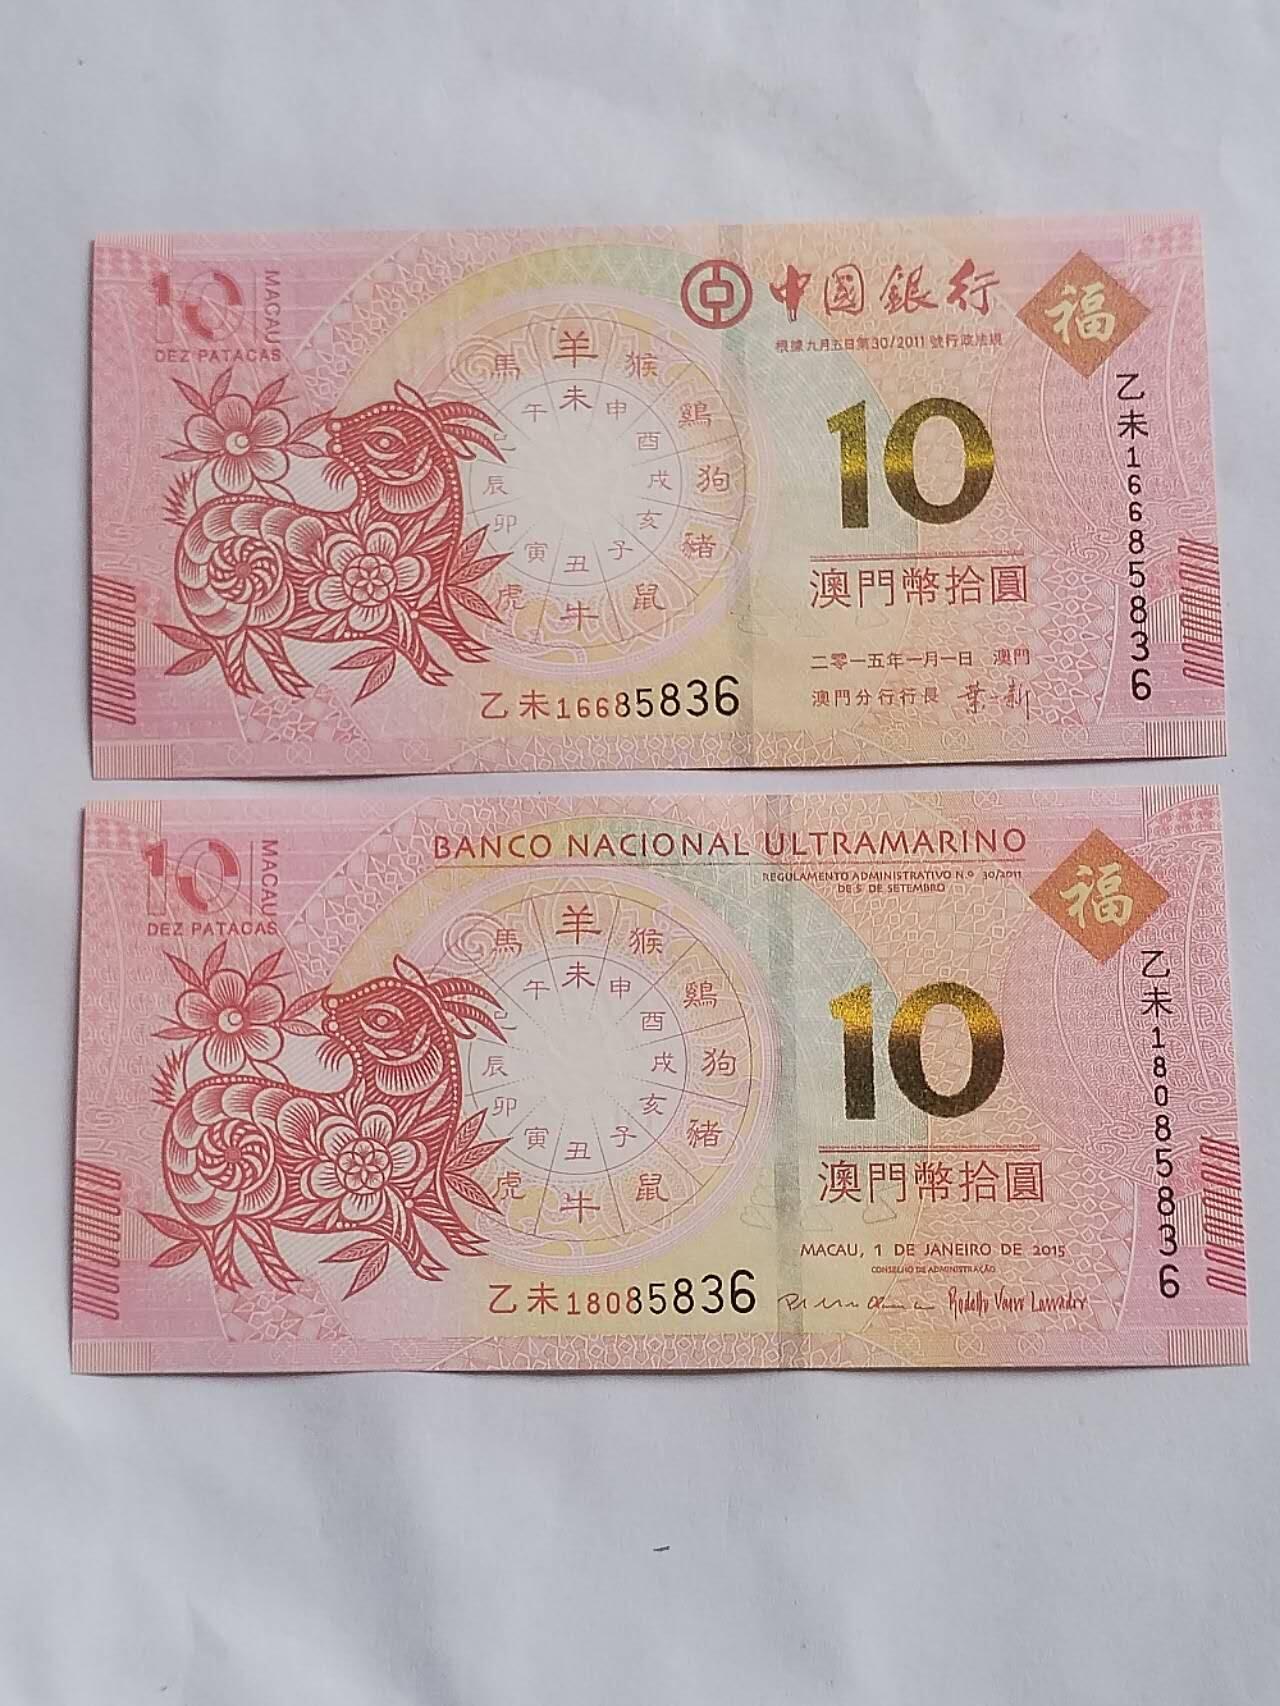 10
MACAU
DEZ PATACAS
中國銀行
根據九月五日第30/2011號行政法規
福
羊
馬
猴
未
午
申
鷄
巳
酉
辰
戌
狗
卯
亥
寅
子
豬
丑
虎
鼠
牛
10
澳門幣拾圓
二零一五年一月一日 澳門
澳門分行行長
乙未16685836
乙未16685836
10
MACAU
DEZ PATACAS
BANCO NACIONAL ULTRAMARINO
REGULAMENTO ADMINISTRATIVO N.º 30/2011
DE 5 DE SETEMBRO
福
羊
馬
猴
未
午
申
鷄
巳
酉
辰
戌
狗
卯
亥
寅
子
豬
丑
虎
鼠
牛
10
澳門幣拾圓
MACAU, 1 DE JANEIRO DE 2015
CONSELHO DE ADMINISTRAÇÃO
乙未18085836
乙未18085836